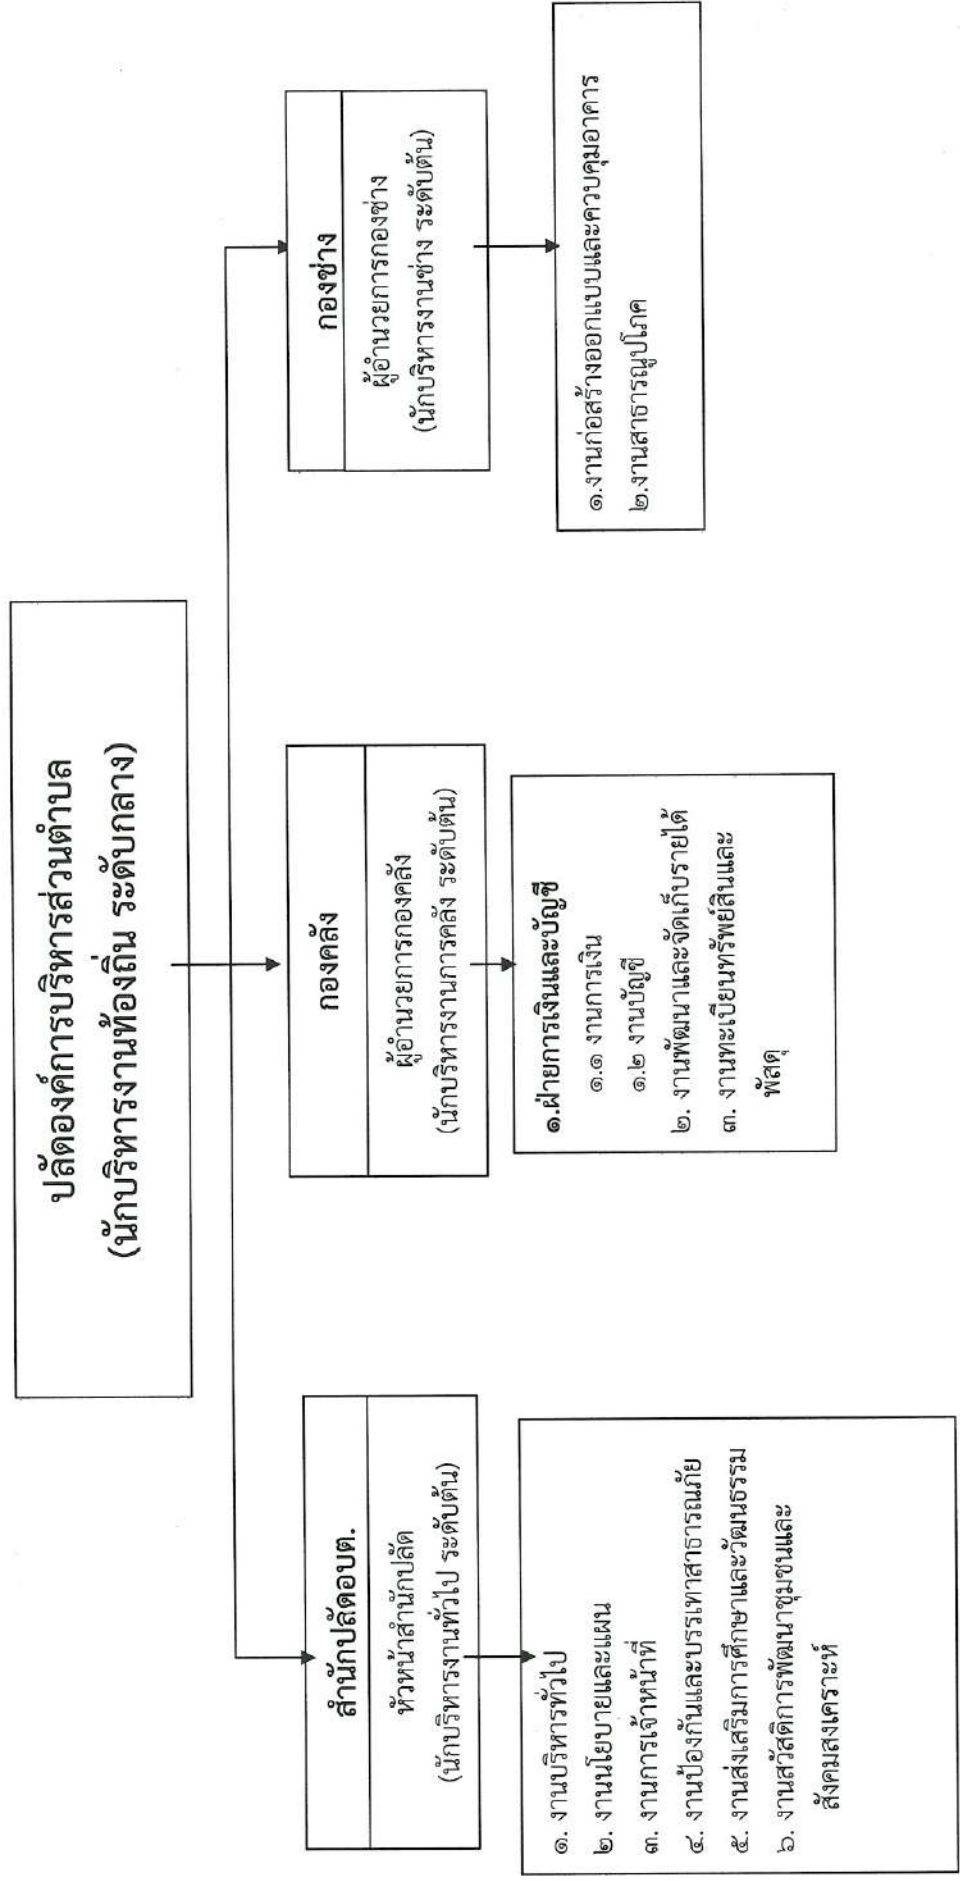 ปลัดองค์การบริหารส่วนตำบล
(นักบริหารงานท้องถิ่น ระดับกลาง)
สำนักปลัดอบต.
หัวหน้าสำนักปลัด
(นักบริหารงานทั่วไป ระดับต้น)
๑. งานบริหารทั่วไป
๒. งานนโยบายและแผน
๓. งานการเจ้าหน้าที่
๔. งานป้องกันและบรรเทาสาธารณภัย
๕. งานส่งเสริมการศึกษาและวัฒนธรรม
๖. งานสวัสดิการพัฒนาชุมชนและ
สังคมสงเคราะห์
กองคลัง
ผู้อำนวยการกองคลัง
(นักบริหารงานการคลัง ระดับต้น)
๑.ฝ่ายการเงินและบัญชี
๑.๑ งานการเงิน
๑.๒ งานบัญชี
๒. งานพัฒนาและจัดเก็บรายได้
๓. งานทะเบียนทรัพย์สินและ
พัสดุ
กองช่าง
ผู้อำนวยการกองช่าง
(นักบริหารงานช่าง ระดับต้น)
๑.งานก่อสร้างออกแบบและควบคุมอาคาร
๒.งานสาธารณูปโภค